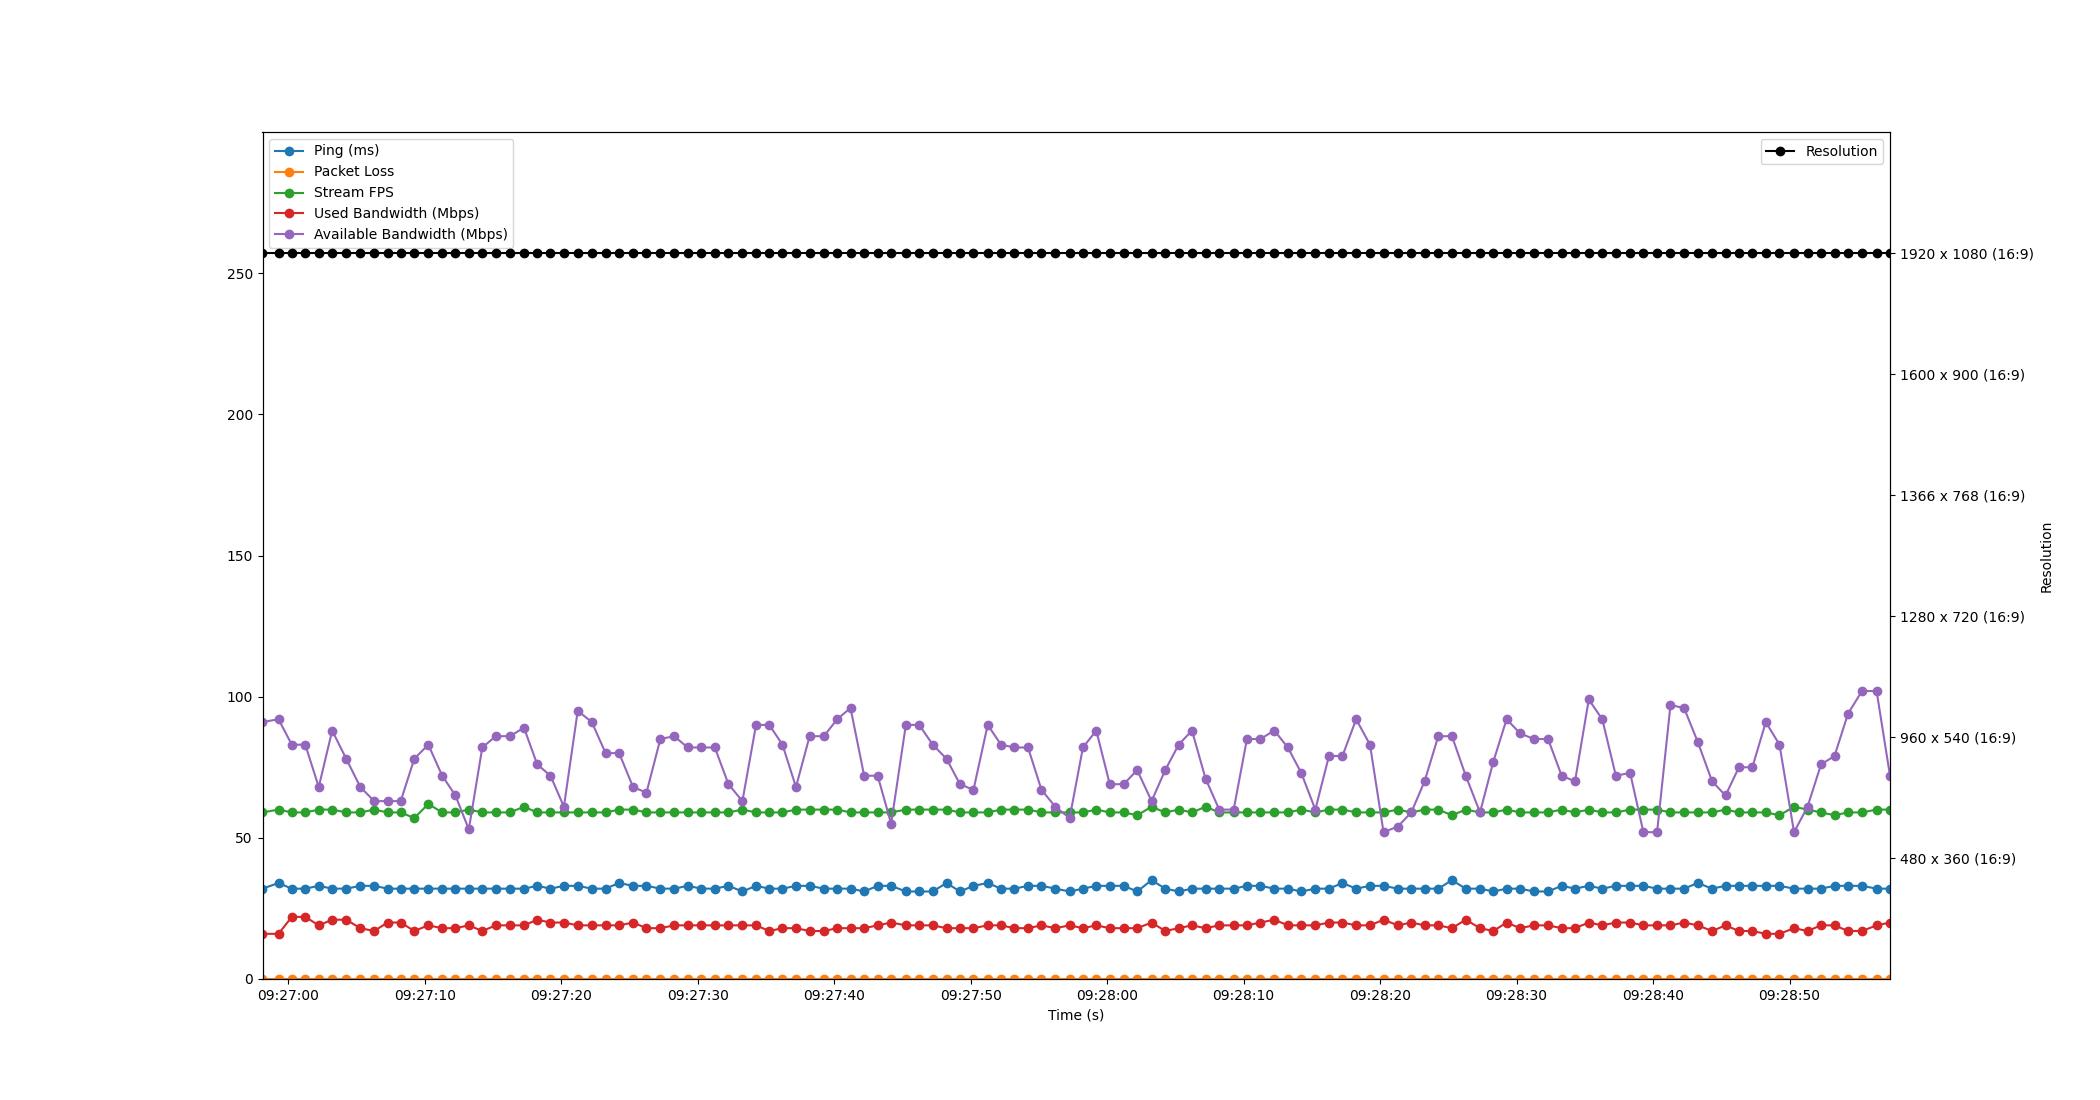 Ping (ms)
Packet Loss
Stream FPS
Used Bandwidth (Mbps)
Available Bandwidth (Mbps)
Resolution
250
200
150
100
50
0
1920 x 1080 (16:9)
1600 x 900 (16:9)
1366 x 768 (16:9)
1280 x 720 (16:9)
960 x 540 (16:9)
480 x 360 (16:9)
Resolution
09:27:00 09:27:10 09:27:20 09:27:30 09:27:40 09:27:50 09:28:00 09:28:10 09:28:20 09:28:30 09:28:40 09:28:50
Time (s)